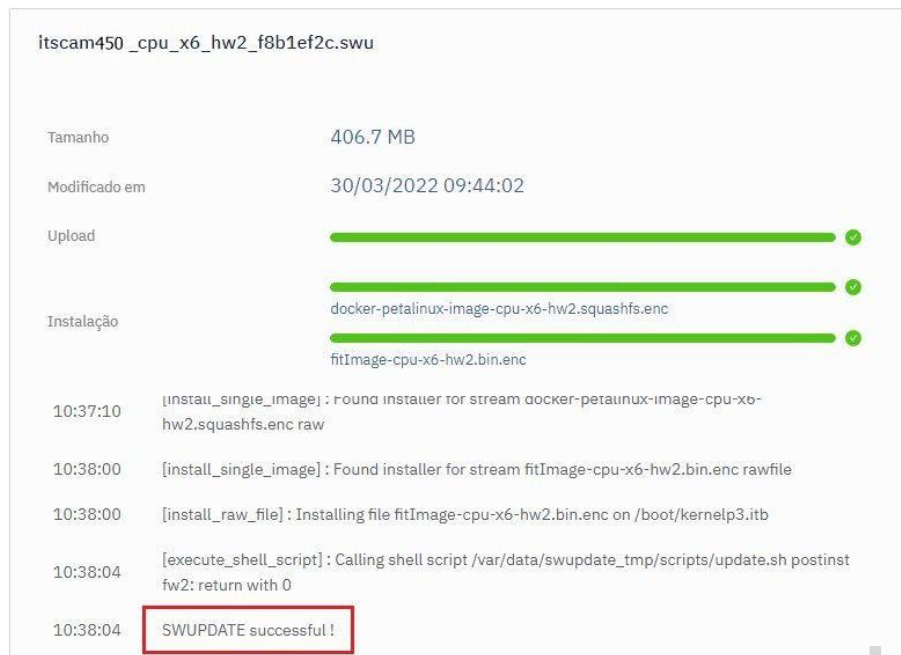 itscam450 _cpu_x6_hw2_f8b1ef2c.swu
Tamanho 406.7 MB
Modificado em 30/03/2022 09:44:02
Upload
docker-petalinux-image-cpu-x6-hw2.squashfs.enc
Instalação
fitImage-cpu-x6-hw2.bin.enc
10:37:10 [install_single_image] : Found installer for stream docker-petalinux-image-cpu-x6-
hw2.squashfs.enc raw
10:38:00 [install_single_image] : Found installer for stream fitImage-cpu-x6-hw2.bin.enc rawfile
10:38:00 [install_raw_file] : Installing file fitImage-cpu-x6-hw2.bin.enc on /boot/kernelp3.itb
10:38:04 [execute_shell_script] : Calling shell script /var/data/swupdate_tmp/scripts/update.sh postinst
fw2: return with 0
10:38:04 SWUPDATE successful !